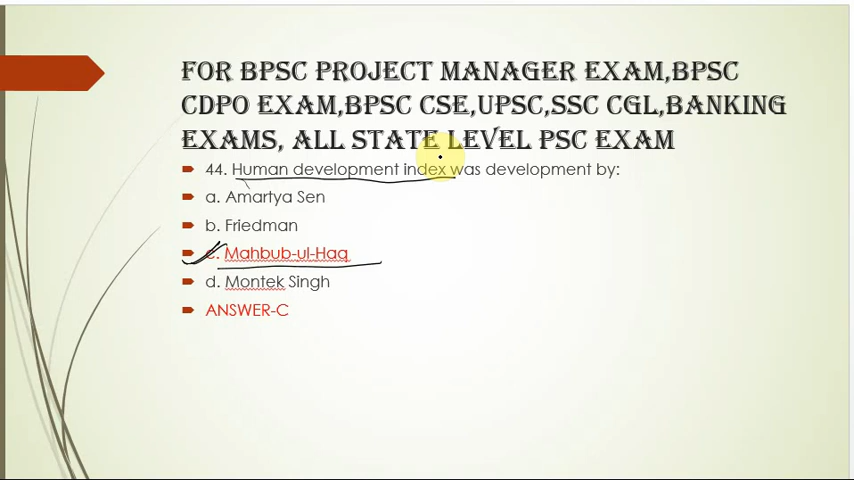 FOR BPSC PROJECT MANAGER EXAM,BPSC
CDPO EXAM,BPSC CSE,UPSC,SSC CGL,BANKING
EXAMS, ALL STATE LEVEL PSC EXAM
44. Human development index was development by:
a. Amartya Sen
b. Friedman
c. Mahbub-ul-Haq
d. Montek Singh
ANSWER-C